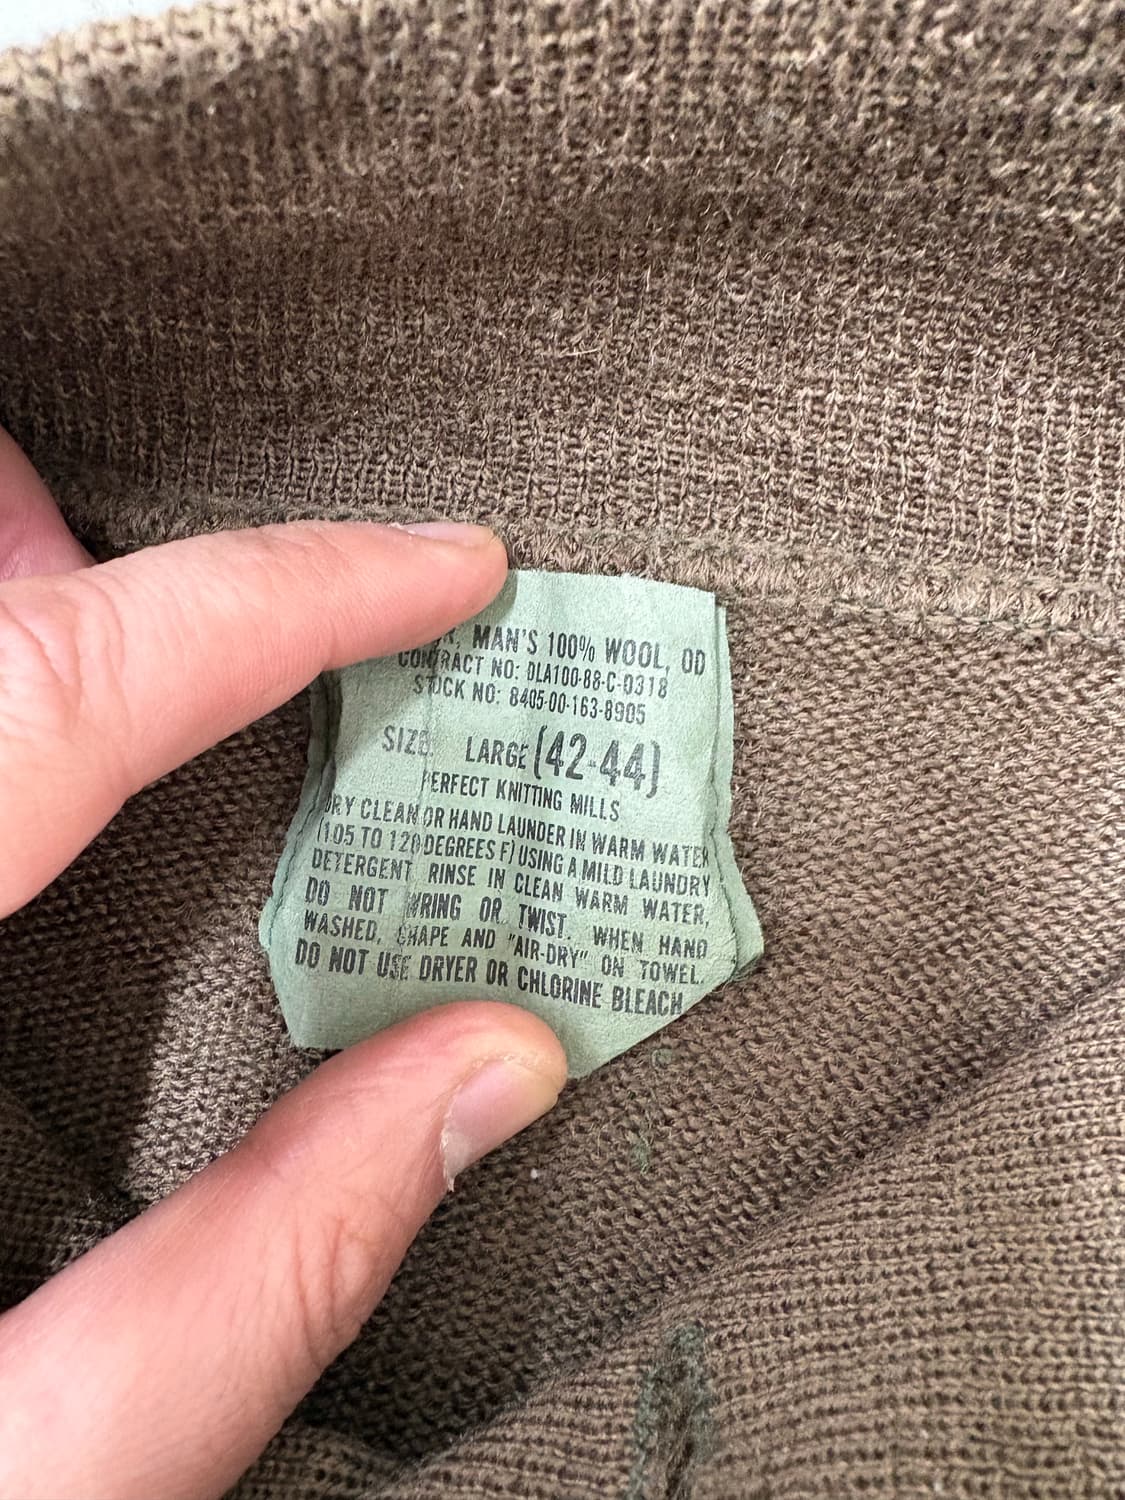 MAN'S 100% WOOL, OD
CONTRACT NO: DLA100-88-C-0318
STOCK NO: 8405-00-163-8905
SIZE: LARGE (42-44)
PERFECT KNITTING MILLS
DRY CLEAN OR HAND LAUNDER IN WARM WATER
(105 TO 120 DEGREES F) USING A MILD LAUNDRY
DETERGENT RINSE IN CLEAN WARM WATER,
DO NOT WRING OR TWIST. WHEN HAND
WASHED, SHAPE AND "AIR-DRY" ON TOWEL.
DO NOT USE DRYER OR CHLORINE BLEACH